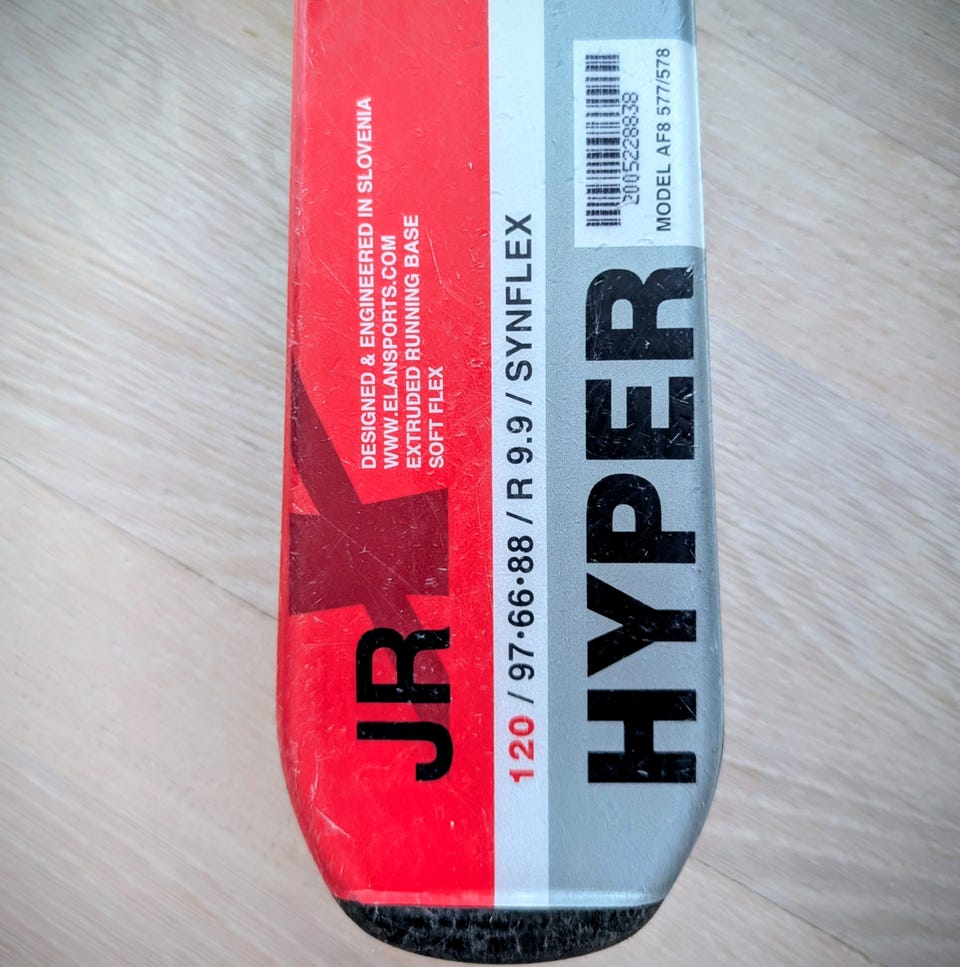 DESIGNED & ENGINEERED IN SLOVENIA
WWW.ELANSPORTS.COM
EXTRUDED RUNNING BASE
SOFT FLEX
JR
120 / 97•66•88 / R 9.9 / SYNFLEX
HYPER
2005228838
MODEL AF8 577/578